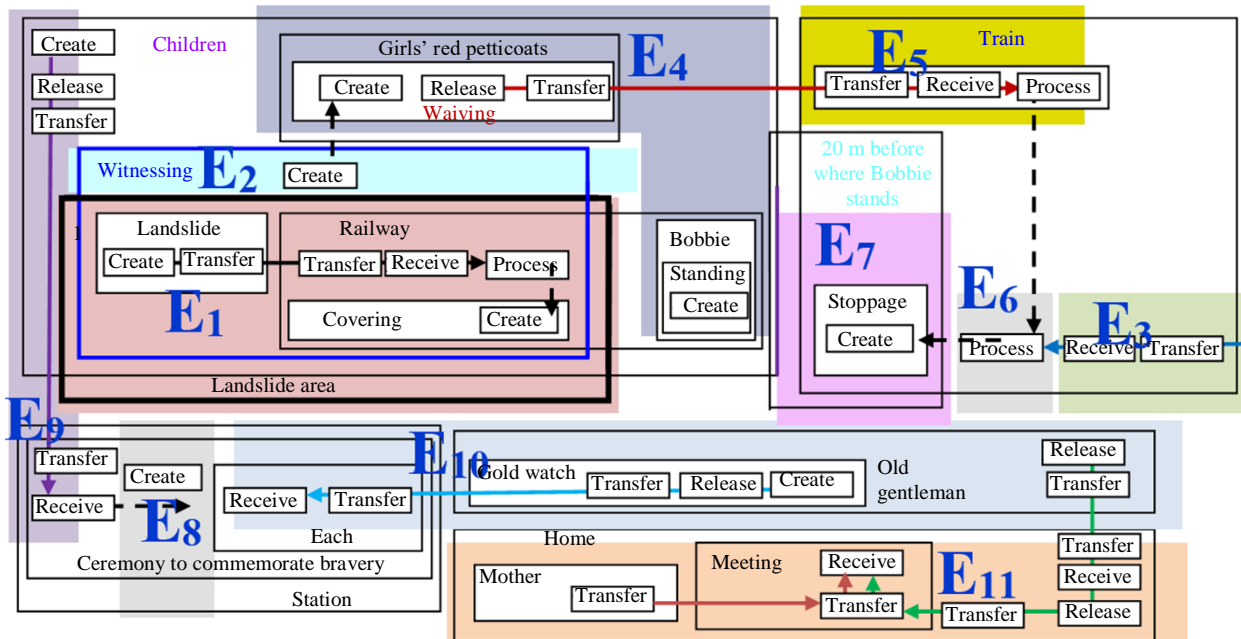 Create
Release
Transfer
Children
Girls' red petticoats
Create
Release
Transfer
Waiving
E4
E5
Train
Transfer
Receive
Process
Witnessing
E2
Create
20 m before
where Bobbie
stands
Landslide
Create
Transfer
Railway
Transfer
Receive
Process
E1
Covering
Create
Landslide area
Bobbie
Standing
Create
E7
Stoppage
Create
E6
Process
E3
Receive
Transfer
E9
Transfer
Receive
Create
E8
E10
Receive
Transfer
Each
Ceremony to commemorate bravery
Station
Gold watch
Transfer
Release
Create
Old
gentleman
Release
Transfer
Home
Mother
Transfer
Meeting
Receive
Transfer
E11
Transfer
Transfer
Receive
Release